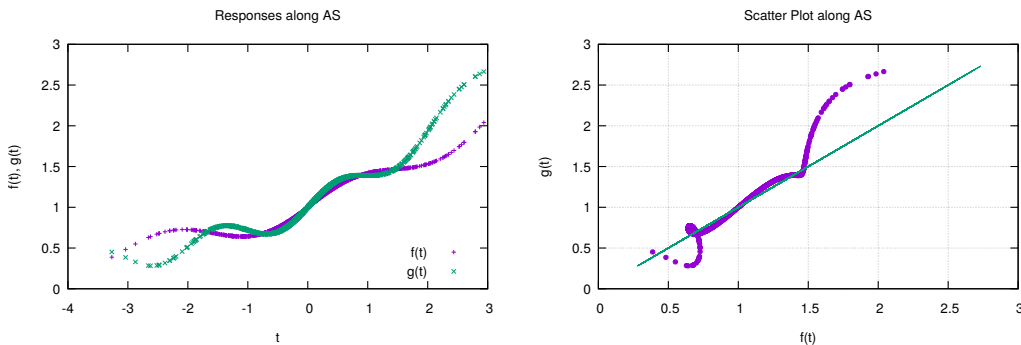 Responses along AS
3
2.5
2
1.5
1
0.5
0
-4 -3 -2 -1 0 1 2 3
f(t), g(t)
t
f(t)
g(t)
Scatter Plot along AS
3
2.5
2
1.5
1
0.5
0
0 0.5 1 1.5 2 2.5 3
g(t)
f(t)